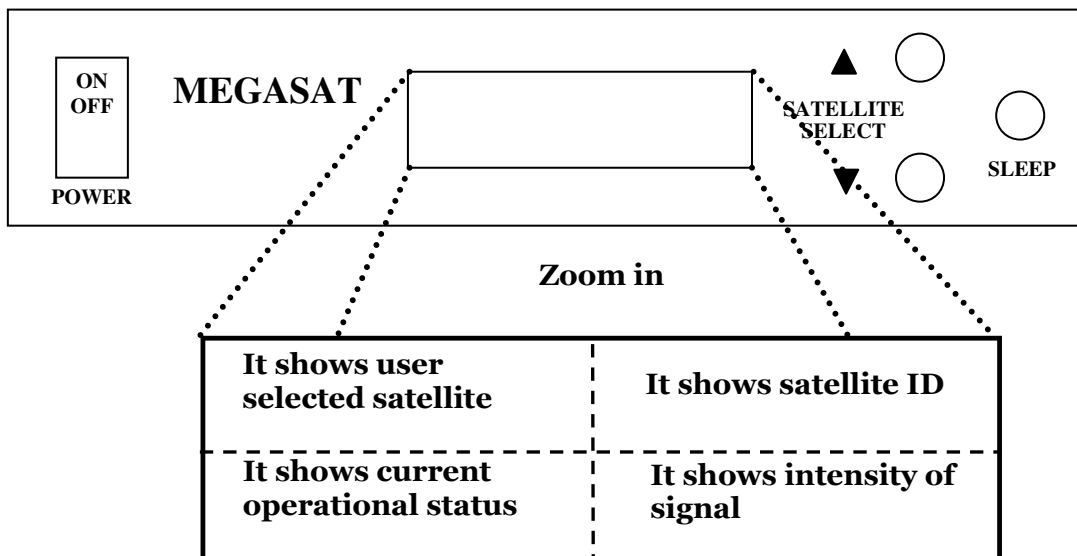 ON
OFF
POWER
MEGASAT
▲
SATELLITE
SELECT
▼
SLEEP
Zoom in
It shows user
selected satellite
It shows satellite ID
It shows current
operational status
It shows intensity of
signal